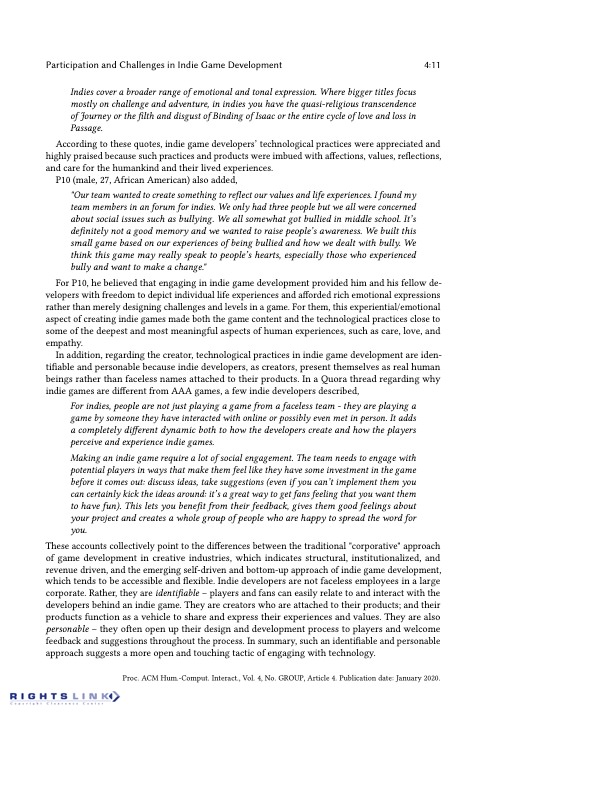 Participation and Challenges in Indie Game Development 4:11
Indies cover a broader range of emotional and tonal expression. Where bigger titles focus
mostly on challenge and adventure, in indies you have the quasi-religious transcendence
of Journey or the filth and disgust of Binding of Isaac or the entire cycle of love and loss in
Passage.
According to these quotes, indie game developers' technological practices were appreciated and
highly praised because such practices and products were imbued with affections, values, reflections,
and care for the humankind and their lived experiences.
P10 (male, 27, African American) also added,
"Our team wanted to create something to reflect our values and life experiences. I found my
team members in an forum for indies. We only had three people but we all were concerned
about social issues such as bullying. We all somewhat got bullied in middle school. It's
definitely not a good memory and we wanted to raise people's awareness. We built this
small game based on our experiences of being bullied and how we dealt with bully. We
think this game may really speak to people's hearts, especially those who experienced
bully and want to make a change."
For P10, he believed that engaging in indie game development provided him and his fellow de-
velopers with freedom to depict individual life experiences and afforded rich emotional expressions
rather than merely designing challenges and levels in a game. For them, this experiential/emotional
aspect of creating indie games made both the game content and the technological practices close to
some of the deepest and most meaningful aspects of human experiences, such as care, love, and
empathy.
In addition, regarding the creator, technological practices in indie game development are iden-
tifiable and personable because indie developers, as creators, present themselves as real human
beings rather than faceless names attached to their products. In a Quora thread regarding why
indie games are different from AAA games, a few indie developers described,
For indies, people are not just playing a game from a faceless team - they are playing a
game by someone they have interacted with online or possibly even met in person. It adds
a completely different dynamic both to how the developers create and how the players
perceive and experience indie games.
Making an indie game require a lot of social engagement. The team needs to engage with
potential players in ways that make them feel like they have some investment in the game
before it comes out: discuss ideas, take suggestions (even if you can't implement them you
can certainly kick the ideas around: it's a great way to get fans feeling that you want them
to have fun). This lets you benefit from their feedback, gives them good feelings about
your project and creates a whole group of people who are happy to spread the word for
you.
These accounts collectively point to the differences between the traditional "corporative" approach
of game development in creative industries, which indicates structural, institutionalized, and
revenue driven, and the emerging self-driven and bottom-up approach of indie game development,
which tends to be accessible and flexible. Indie developers are not faceless employees in a large
corporate. Rather, they are identifiable – players and fans can easily relate to and interact with the
developers behind an indie game. They are creators who are attached to their products; and their
products function as a vehicle to share and express their experiences and values. They are also
personable – they often open up their design and development process to players and welcome
feedback and suggestions throughout the process. In summary, such an identifiable and personable
approach suggests a more open and touching tactic of engaging with technology.
Proc. ACM Hum.-Comput. Interact., Vol. 4, No. GROUP, Article 4. Publication date: January 2020.
RIGHTSLINK
Copyright Clearance Center